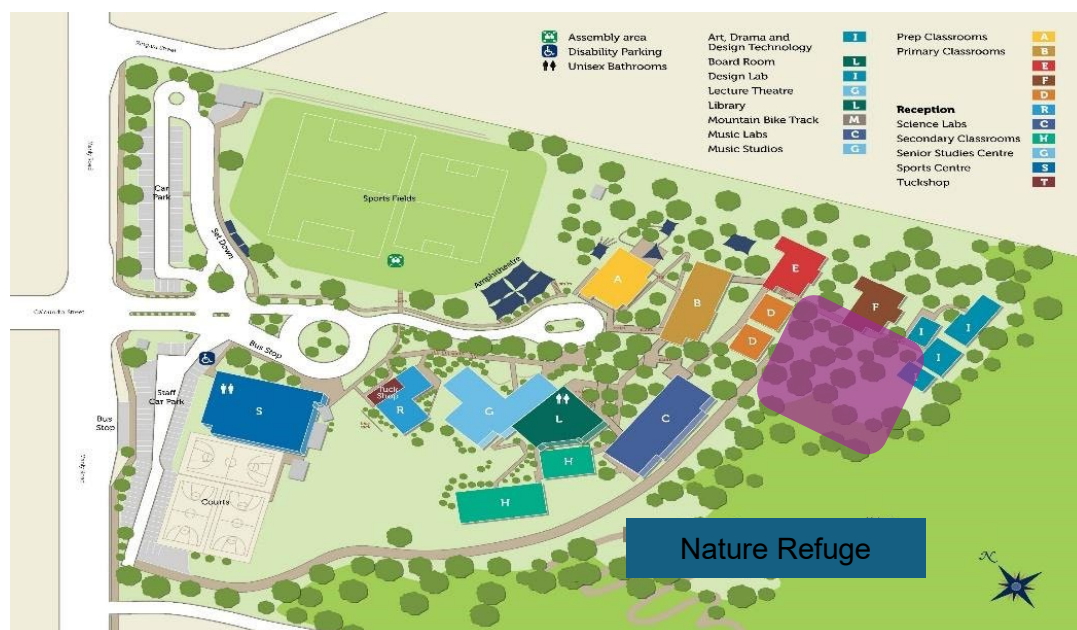 Assembly area
Disability Parking
Unisex Bathrooms
Art, Drama and
Design Technology
I
Board Room
L
Design Lab
I
Lecture Theatre
G
Library
L
Mountain Bike Track
M
Music Labs
C
Music Studios
G
Prep Classrooms
A
Primary Classrooms
B
E
F
D
Reception
R
Science Labs
C
Secondary Classrooms
H
Senior Studies Centre
G
Sports Centre
S
Tuckshop
T
Car
Park
Set Down
Sports Fields
Amphitheatre
A
B
E
D
D
F
I
I
I
Bus Stop
Staff
Car Park
Bus
Stop
S
Tuck
Shop
R
G
L
C
H
H
Courts
Nature Refuge
N